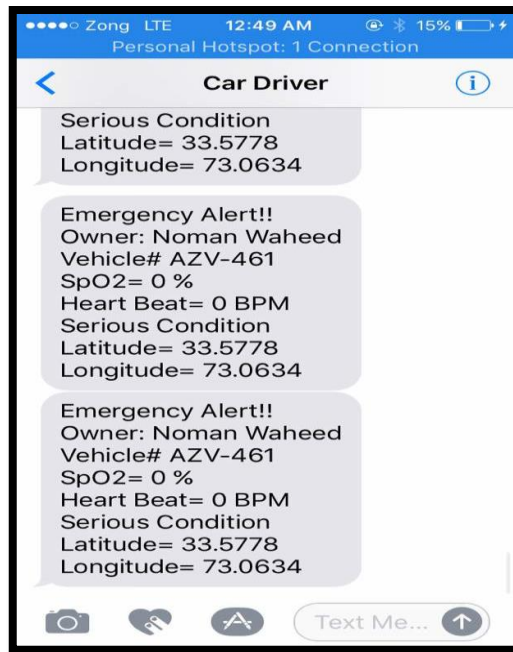 Zong LTE 12:49 AM 15%
Personal Hotspot: 1 Connection
Car Driver
Serious Condition
Latitude= 33.5778
Longitude= 73.0634
Emergency Alert!!
Owner: Noman Waheed
Vehicle# AZV-461
SpO2= 0 %
Heart Beat= 0 BPM
Serious Condition
Latitude= 33.5778
Longitude= 73.0634
Emergency Alert!!
Owner: Noman Waheed
Vehicle# AZV-461
SpO2= 0 %
Heart Beat= 0 BPM
Serious Condition
Latitude= 33.5778
Longitude= 73.0634
Text Me...